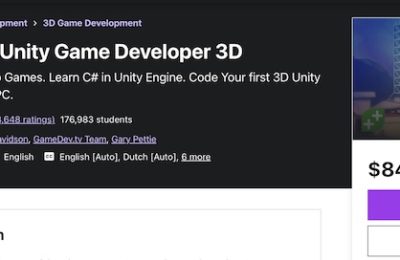 opment > 3D Game Development
Unity Game Developer 3D
Games. Learn C# in Unity Engine. Code Your first 3D Unity
PC.
,648 ratings) 176,983 students
avidson, GameDev.tv Team, Gary Pettie
English English [Auto], Dutch [Auto], 6 more
$84
n